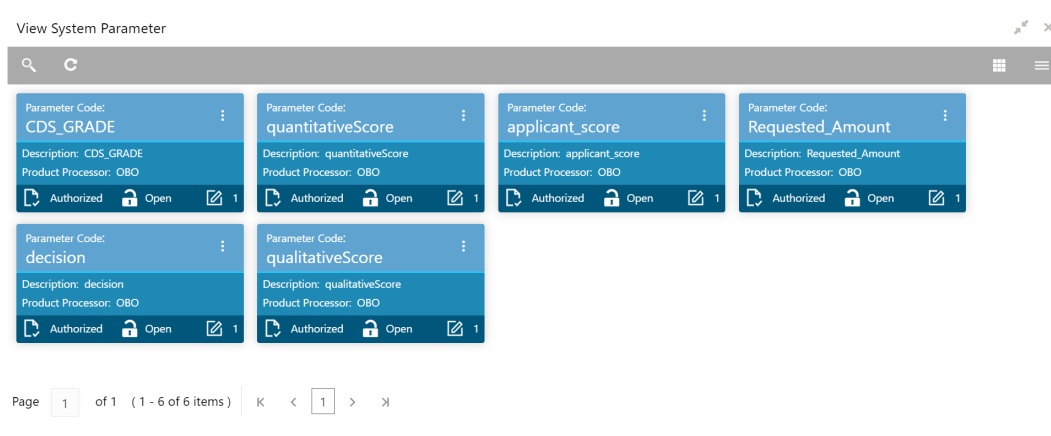 View System Parameter
Parameter Code:
CDS_GRADE
Description: CDS_GRADE
Product Processor: OBO
Authorized Open 1
Parameter Code:
quantitativeScore
Description: quantitativeScore
Product Processor: OBO
Authorized Open 1
Parameter Code:
applicant_score
Description: applicant_score
Product Processor: OBO
Authorized Open 1
Parameter Code:
Requested_Amount
Description: Requested_Amount
Product Processor: OBO
Authorized Open 1
Parameter Code:
decision
Description: decision
Product Processor: OBO
Authorized Open 1
Parameter Code:
qualitativeScore
Description: qualitativeScore
Product Processor: OBO
Authorized Open 1
Page 1 of 1 ( 1 - 6 of 6 items ) 1